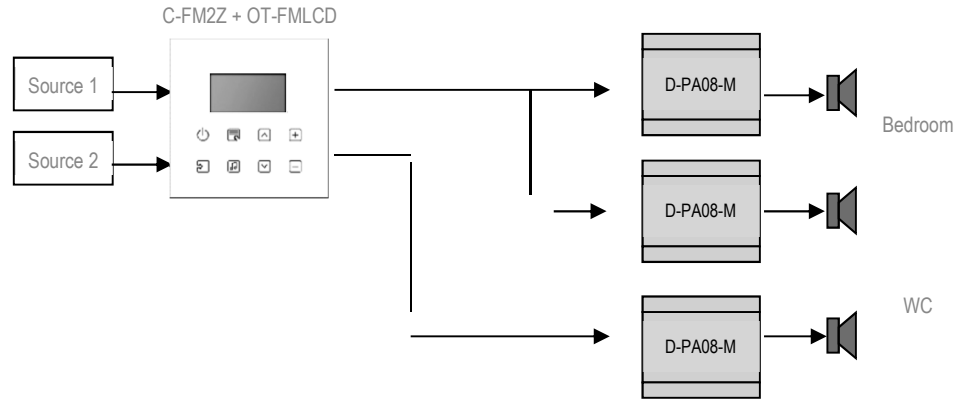 C-FM2Z + OT-FMLCD
Source 1
Source 2
D-PA08-M
Bedroom
D-PA08-M
WC
D-PA08-M